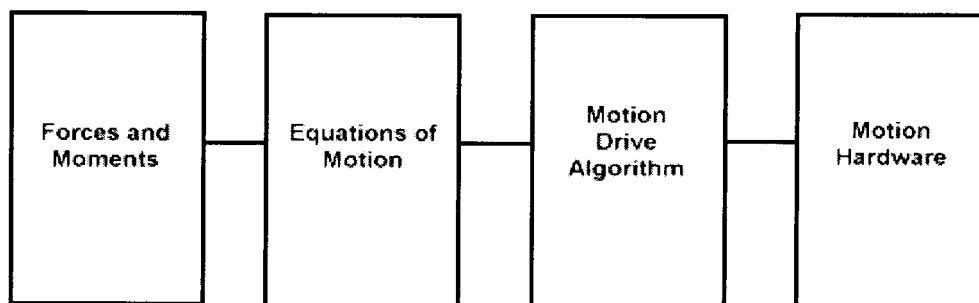 Forces and
Moments
Equations of
Motion
Motion
Drive
Algorithm
Motion
Hardware